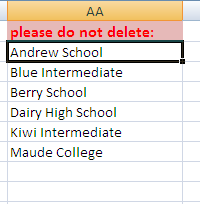 AA
please do not delete:
Andrew School
Blue Intermediate
Berry School
Dairy High School
Kiwi Intermediate
Maude College